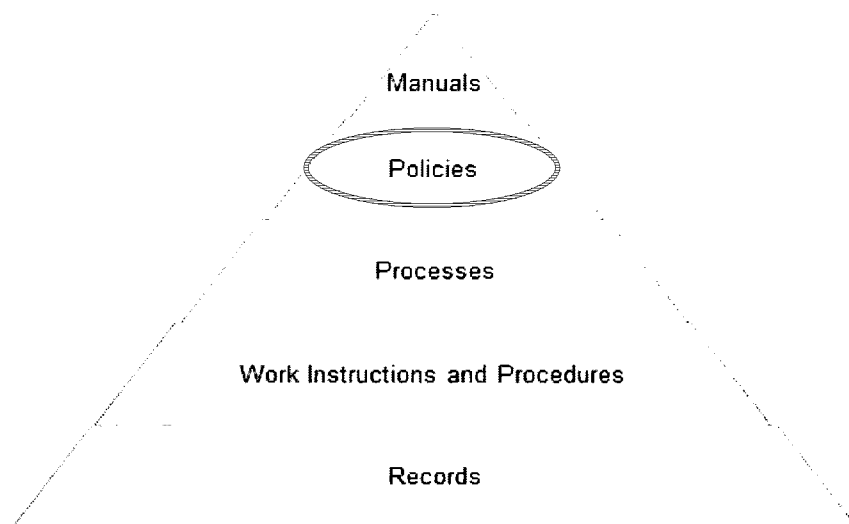 Manuals
Policies
Processes
Work Instructions and Procedures
Records